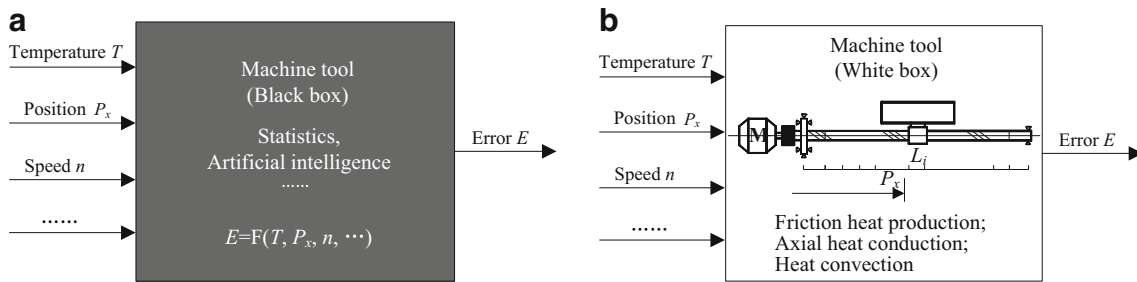 a
Temperature T
Position Px
Speed n
……
Machine tool
(Black box)
Statistics,
Artificial intelligence
……
E=F(T, Px, n, ⋯)
Error E
b
Temperature T
Position Px
Speed n
……
Machine tool
(White box)
M
Li
Px
Friction heat production;
Axial heat conduction;
Heat convection
Error E